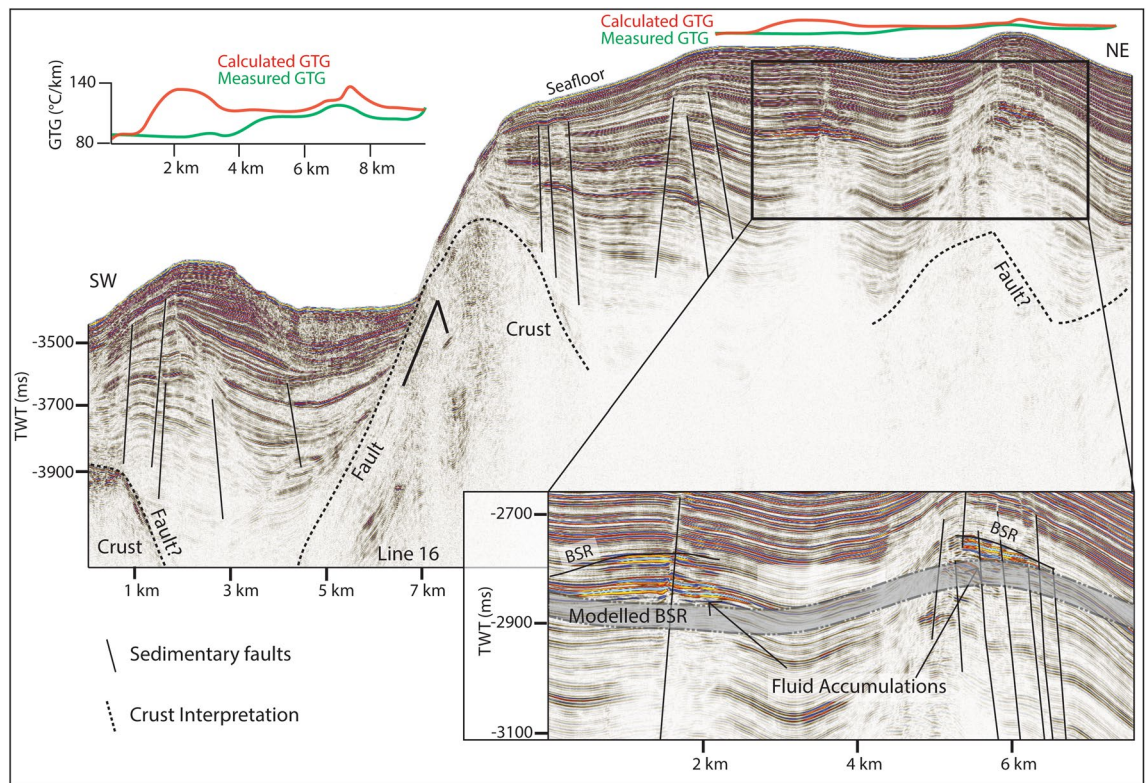 Calculated GTG
Measured GTG
NE
Calculated GTG
Measured GTG
GTG (°C/km)
140
80
2 km
4 km
6 km
8 km
Seafloor
SW
TWT (ms)
-3500
-3700
-3900
Crust
Fault?
Fault
Crust
Fault?
Line 16
1 km
3 km
5 km
7 km
Sedimentary faults
Crust Interpretation
TWT (ms)
-2700
-2900
-3100
BSR
BSR
Modelled BSR
Fluid Accumulations
2 km
4 km
6 km